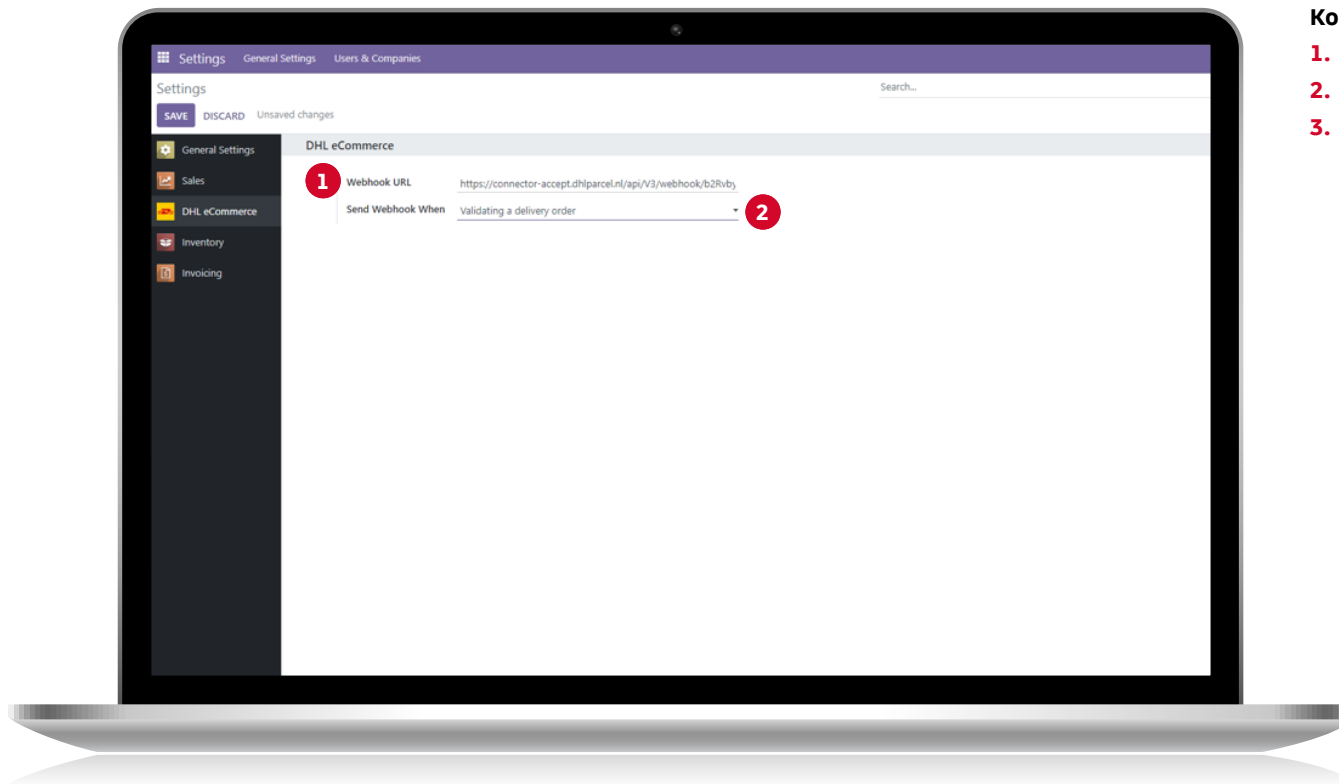 Settings General Settings Users & Companies
Settings
Search...
SAVE DISCARD Unsaved changes
General Settings
Sales
DHL eCommerce
Inventory
Invoicing
DHL eCommerce
1 Webhook URL https://connector-accept.dhlparcel.nl/api/V3/webhook/b2Rvby
Send Webhook When Validating a delivery order 2
Ko
1.
2.
3.